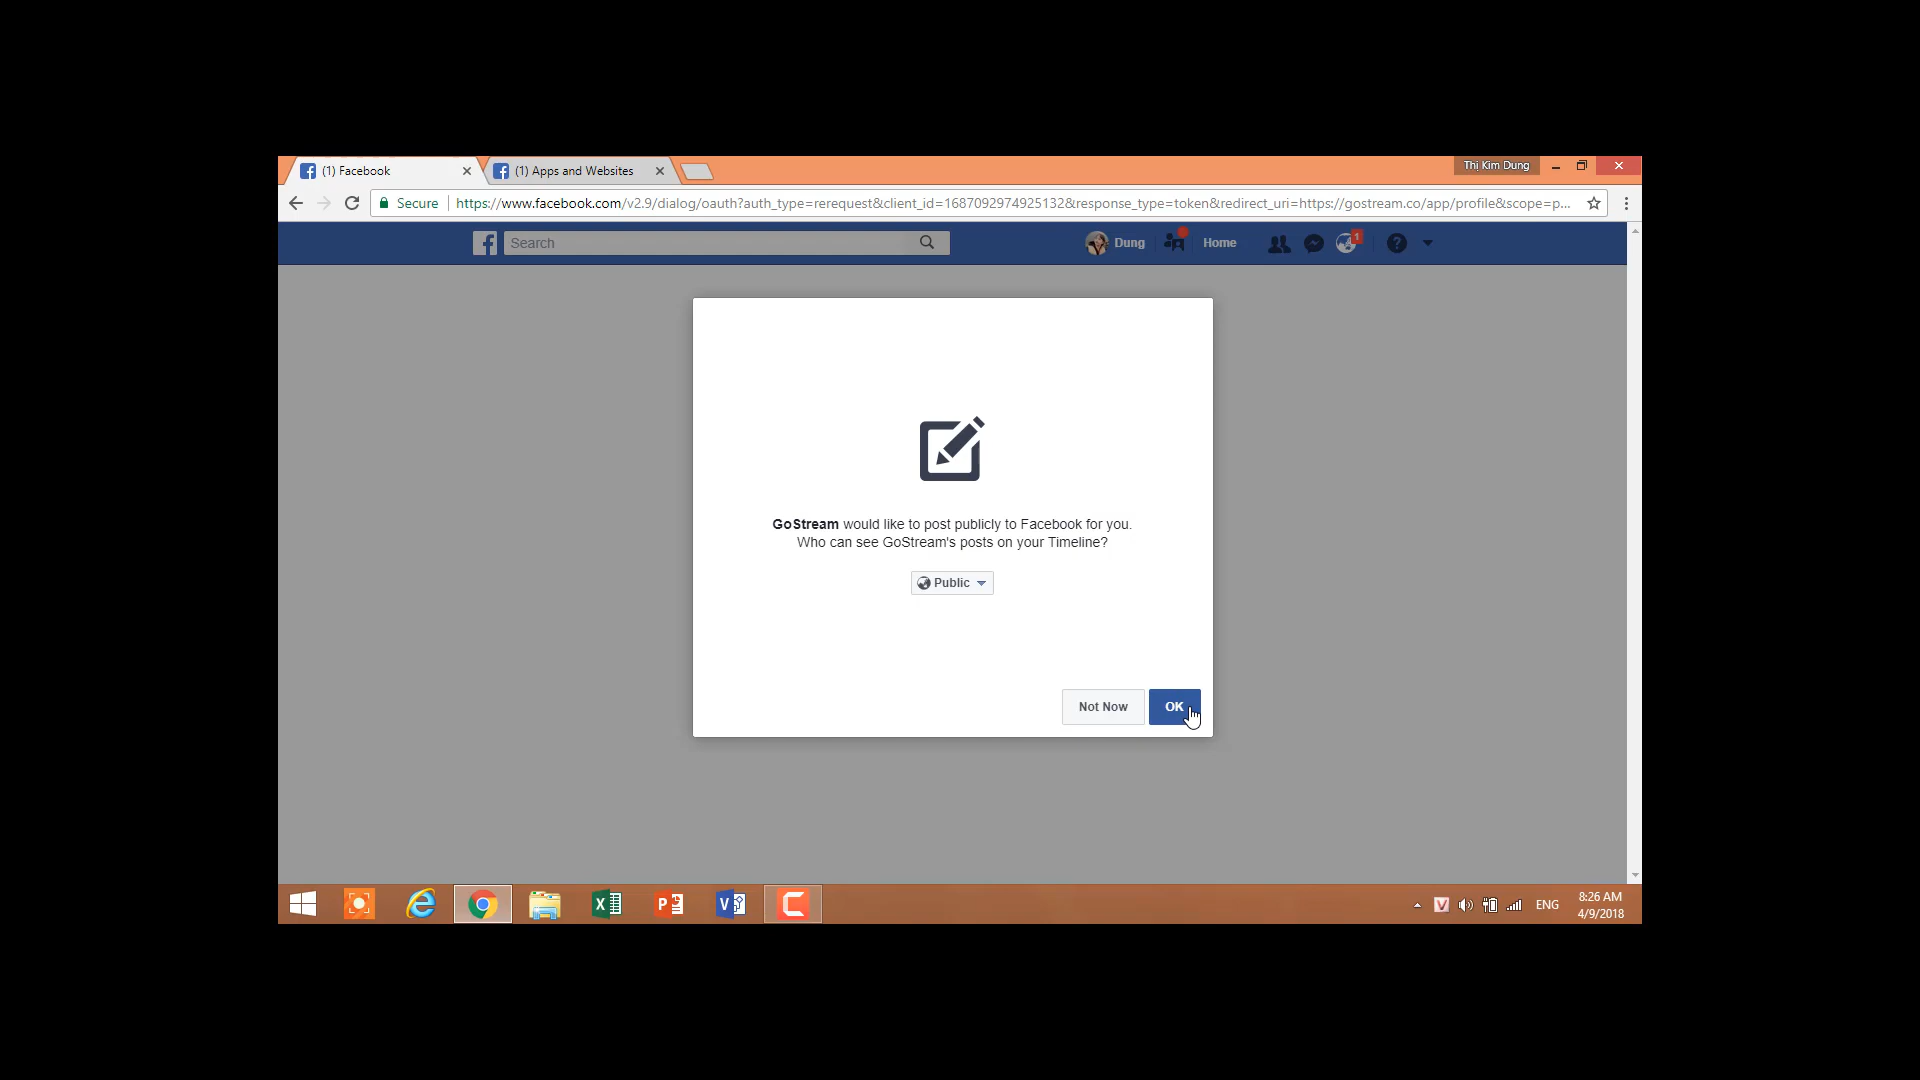 (1) Facebook
(1) Apps and Websites
Thị Kim Dung
Secure
https://www.facebook.com/v2.9/dialog/oauth?auth_type=rerequest&client_id=1687092974925132&response_type=token&redirect_uri=https://gostream.co/app/profile&scope=p...
Search
Dung
Home
1
GoStream would like to post publicly to Facebook for you.
Who can see GoStream's posts on your Timeline?
Public
Not Now
OK
ENG
8:26 AM
4/9/2018